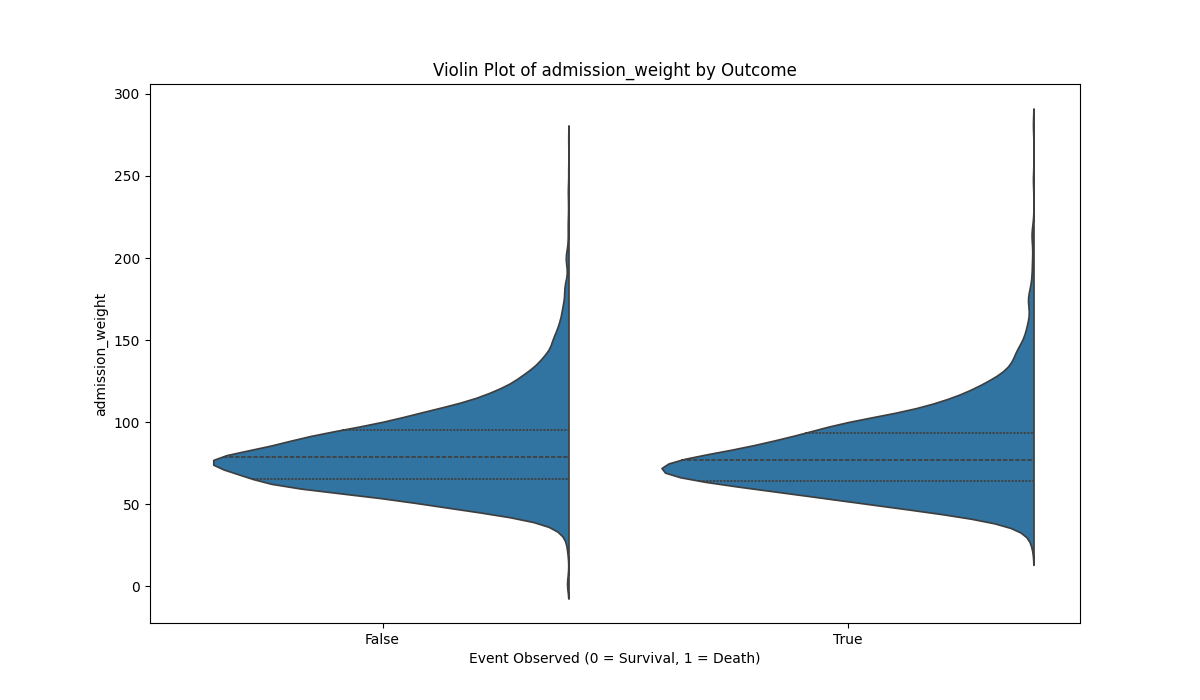 Violin Plot of admission_weight by Outcome
300
250
200
150
100
50
0
admission_weight
False
True
Event Observed (0 = Survival, 1 = Death)